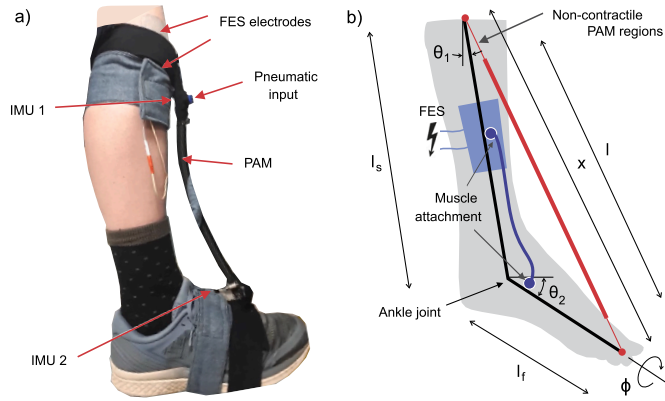 a)
FES electrodes
Pneumatic
input
IMU 1
PAM
IMU 2
b)
Non-contractile
PAM regions
θ1
FES
l
x
ls
Muscle
attachment
θ2
Ankle joint
lf
ϕ